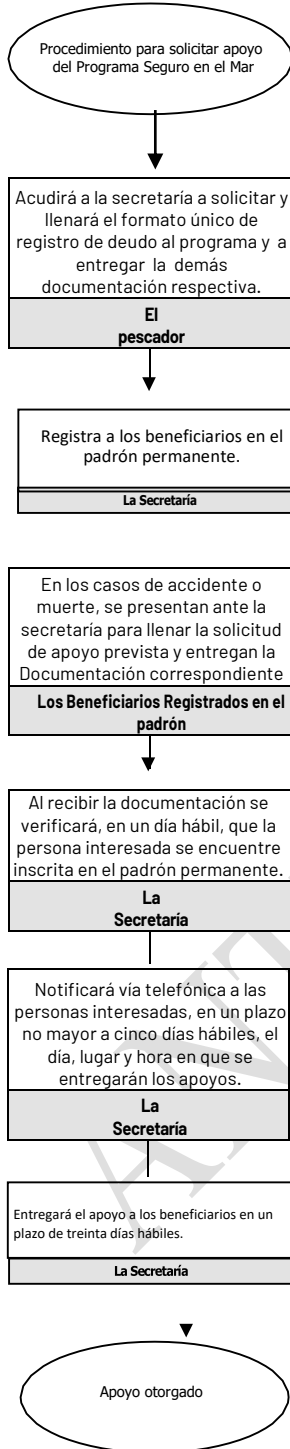 Procedimiento para solicitar apoyo
del Programa Seguro en el Mar
Acudirá a la secretaría a solicitar y
llenará el formato único de
registro de deudo al programa y a
entregar la demás
documentación respectiva.
El
pescador
Registra a los beneficiarios en el
padrón permanente.
La Secretaría
En los casos de accidente o
muerte, se presentan ante la
secretaría para llenar la solicitud
de apoyo prevista y entregan la
Documentación correspondiente
Los Beneficiarios Registrados en el
padrón
Al recibir la documentación se
verificará, en un día hábil, que la
persona interesada se encuentre
inscrita en el padrón permanente.
La
Secretaría
Notificará vía telefónica a las
personas interesadas, en un plazo
no mayor a cinco días hábiles, el
día, lugar y hora en que se
entregarán los apoyos.
La
Secretaría
Entregará el apoyo a los beneficiarios en un
plazo de treinta días hábiles.
La Secretaría
Apoyo otorgado